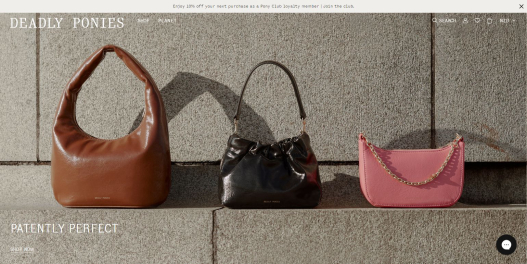 Enjoy 10% off your next purchase as a Pony Club loyalty member | Join the club
DEADLY PONIES
SHOP PLANET
SEARCH
PATENTLY PERFECT
SHOP NOW